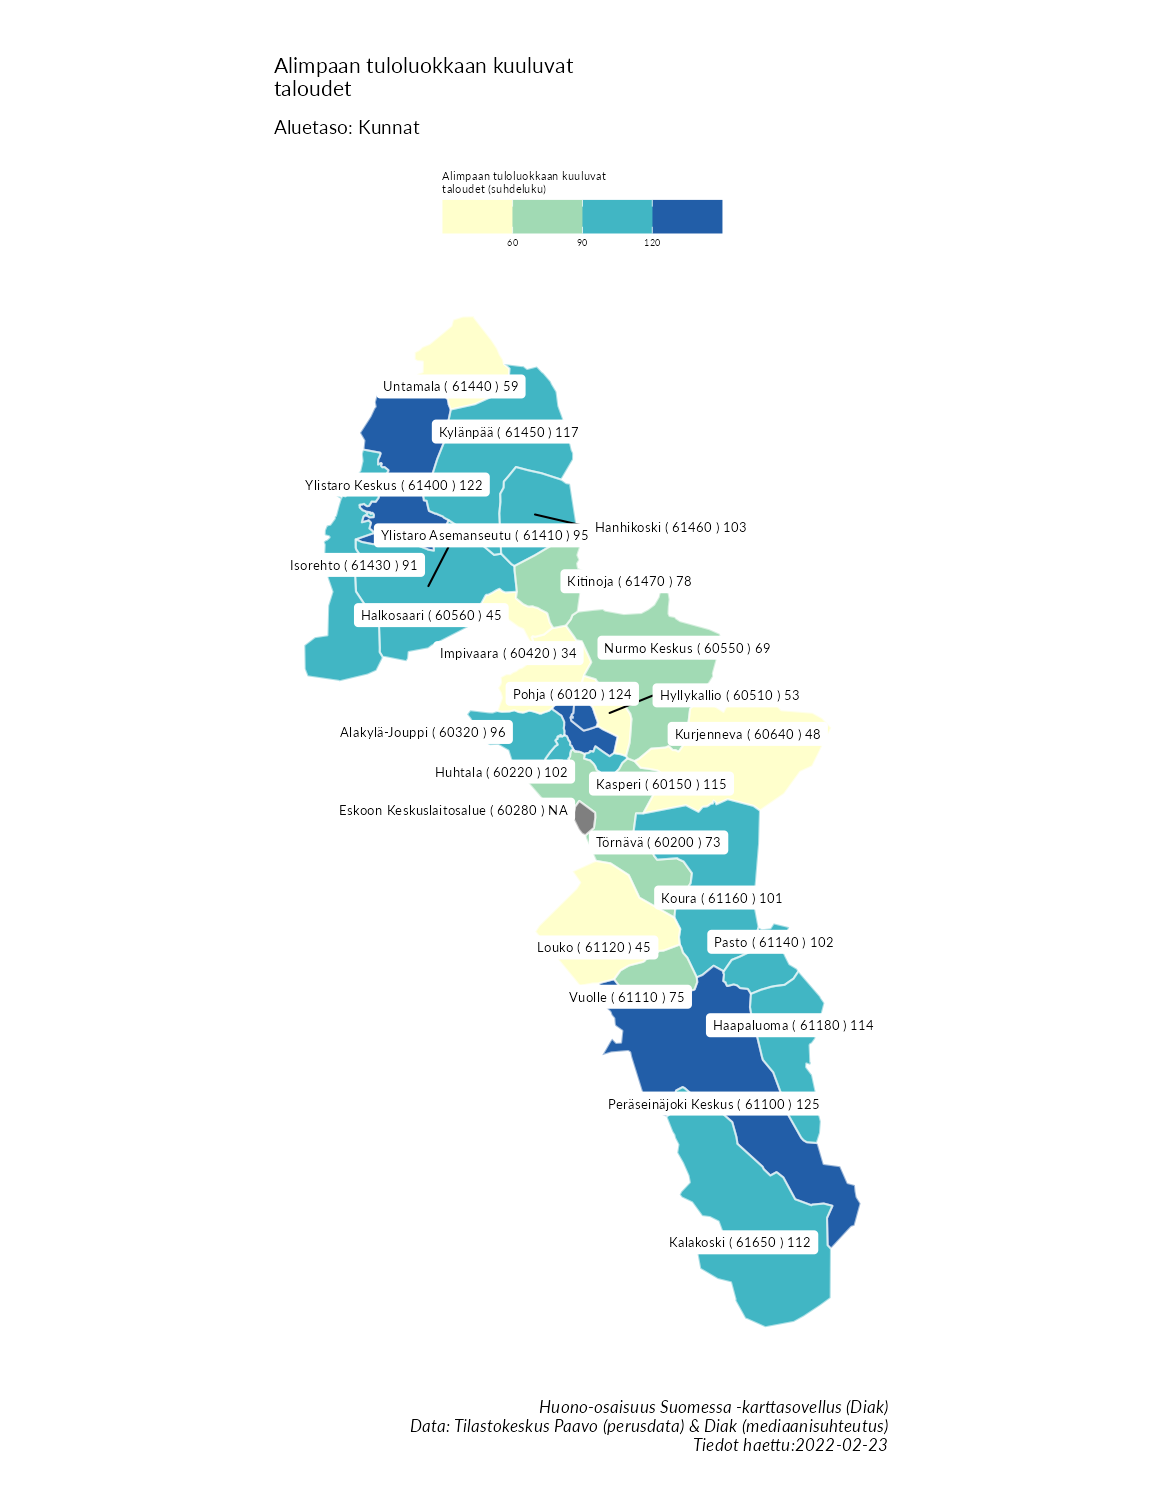 Alimpaan tuloluokkaan kuuluvat
taloudet
Aluetaso: Kunnat
Alimpaan tuloluokkaan kuuluvat
taloudet (suhdeluku)
60 90 120
Untamala ( 61440 ) 59
Kylänpää ( 61450 ) 117
Ylistaro Keskus ( 61400 ) 122
Hanhikoski ( 61460 ) 103
Ylistaro Asemanseutu ( 61410 ) 95
Isorehto ( 61430 ) 91
Kitinoja ( 61470 ) 78
Halkosaari ( 60560 ) 45
Impivaara ( 60420 ) 34
Nurmo Keskus ( 60550 ) 69
Pohja ( 60120 ) 124
Hyllykallio ( 60510 ) 53
Alakylä-Jouppi ( 60320 ) 96
Kurjenneva ( 60640 ) 48
Huhtala ( 60220 ) 102
Kasperi ( 60150 ) 115
Eskoon Keskuslaitosalue ( 60280 ) NA
Törnävä ( 60200 ) 73
Koura ( 61160 ) 101
Pasto ( 61140 ) 102
Louko ( 61120 ) 45
Vuolle ( 61110 ) 75
Haapaluoma ( 61180 ) 114
Peräseinäjoki Keskus ( 61100 ) 125
Kalakoski ( 61650 ) 112
Huono-osaisuus Suomessa -karttasovellus (Diak)
Data: Tilastokeskus Paavo (perusdata) & Diak (mediaanisuhteutus)
Tiedot haettu:2022-02-23